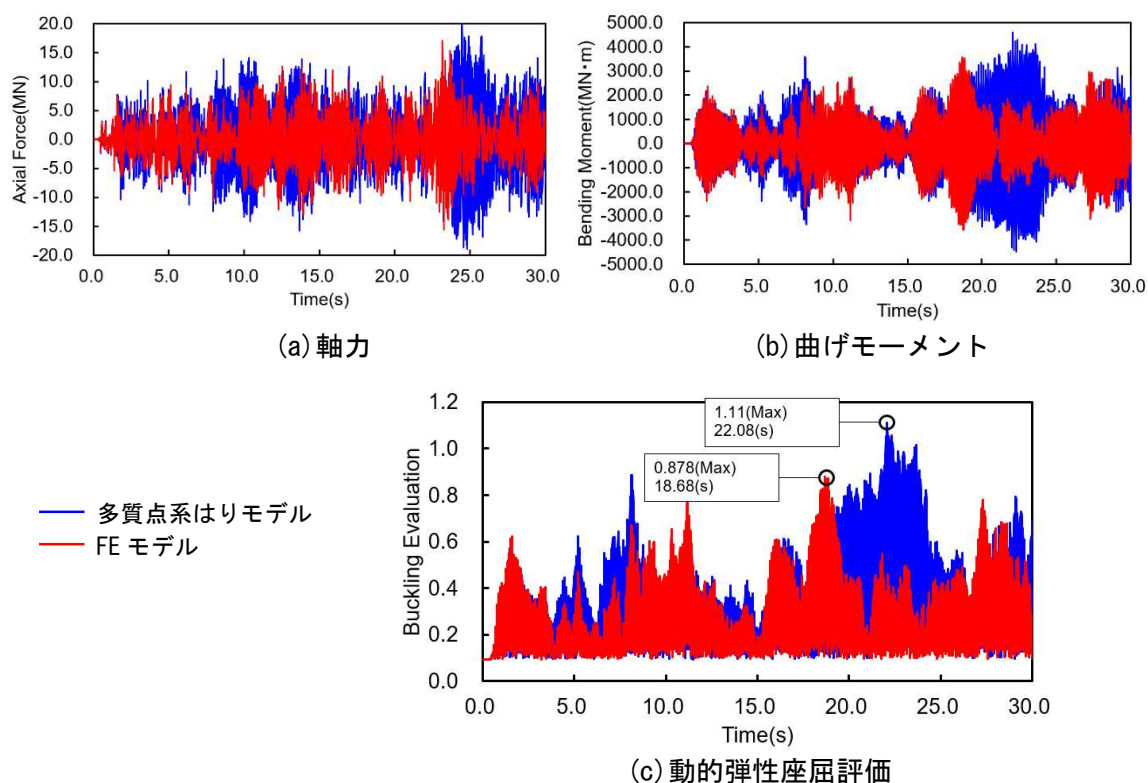 20.0
15.0
10.0
5.0
0.0
-5.0
-10.0
-15.0
-20.0
Axial Force(MN)
0.0 5.0 10.0 15.0 20.0 25.0 30.0
Time(s)
(a)軸力
5000.0
4000.0
3000.0
2000.0
1000.0
0.0
-1000.0
-2000.0
-3000.0
-4000.0
-5000.0
Bending Moment(MN・m)
0.0 5.0 10.0 15.0 20.0 25.0 30.0
Time(s)
(b)曲げモーメント
多質点系はりモデル
FE モデル
1.2
1.0
0.8
0.6
0.4
0.2
0.0
Buckling Evaluation
1.11(Max)
22.08(s)
0.878(Max)
18.68(s)
0.0 5.0 10.0 15.0 20.0 25.0 30.0
Time(s)
(c)動的弾性座屈評価